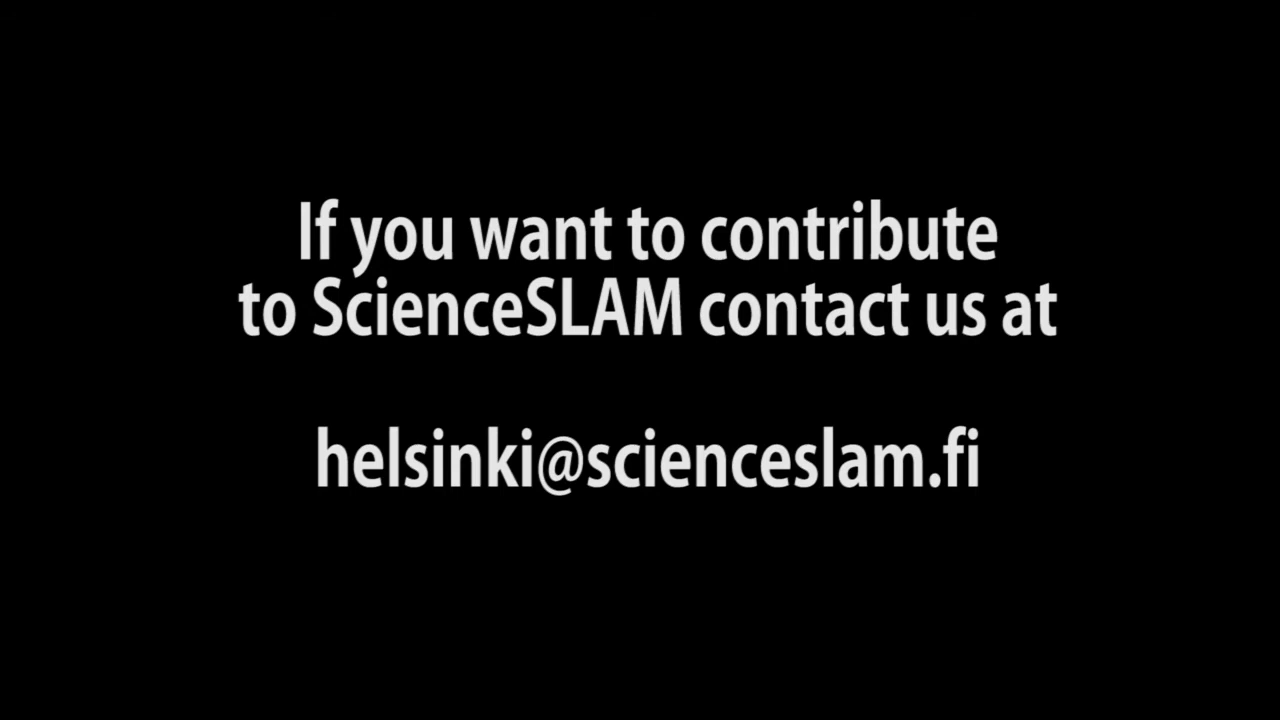 If you want to contribute
to ScienceSLAM contact us at
helsinki@scienceslam.fi